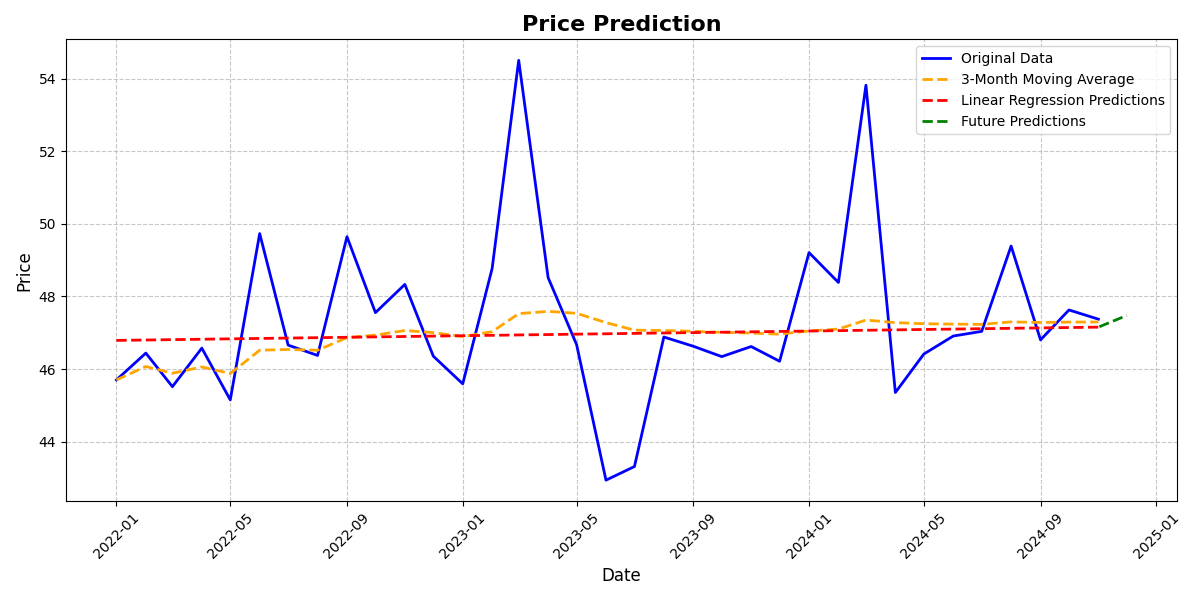 Price Prediction
Original Data
3-Month Moving Average
Linear Regression Predictions
Future Predictions
Price
54
52
50
48
46
44
2022-01
2022-05
2022-09
2023-01
2023-05
2023-09
2024-01
2024-05
2024-09
2025-01
Date